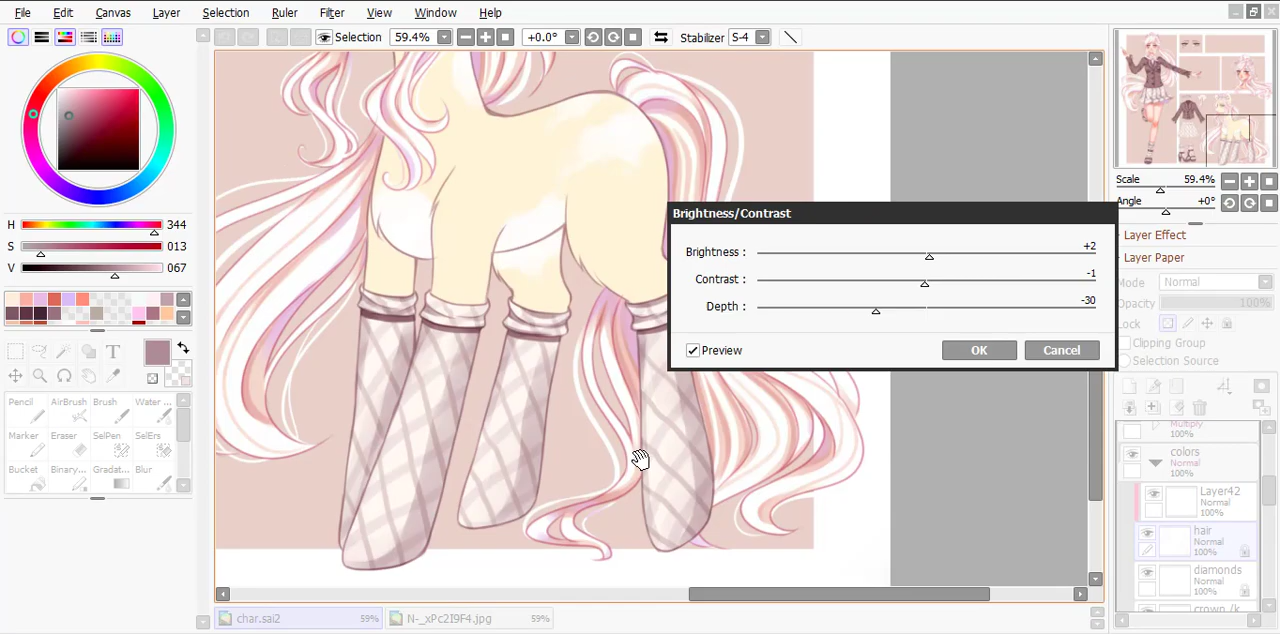 File Edit Canvas Layer Selection Ruler Filter View Window Help
Selection 59.4% +0.0° Stabilizer S-4
Scale 59.4%
Angle +0°
Layer Effect
Layer Paper
Mode Normal
Opacity 100%
Lock
Clipping Group
Selection Source
H 344
S 013
V 067
T
Pencil AirBrush Brush Water ...
Marker Eraser SelPen SelErs
Bucket Binary... Gradat... Blur
Brightness/Contrast
Brightness : +2
Contrast : -1
Depth : -30
Preview OK Cancel
Multiply
100%
colors
Normal
100%
Layer42
Normal
100%
hair
Normal
100%
diamonds
Normal
100%
char.sai2 59% N-_xPc2I9F4.jpg 59%